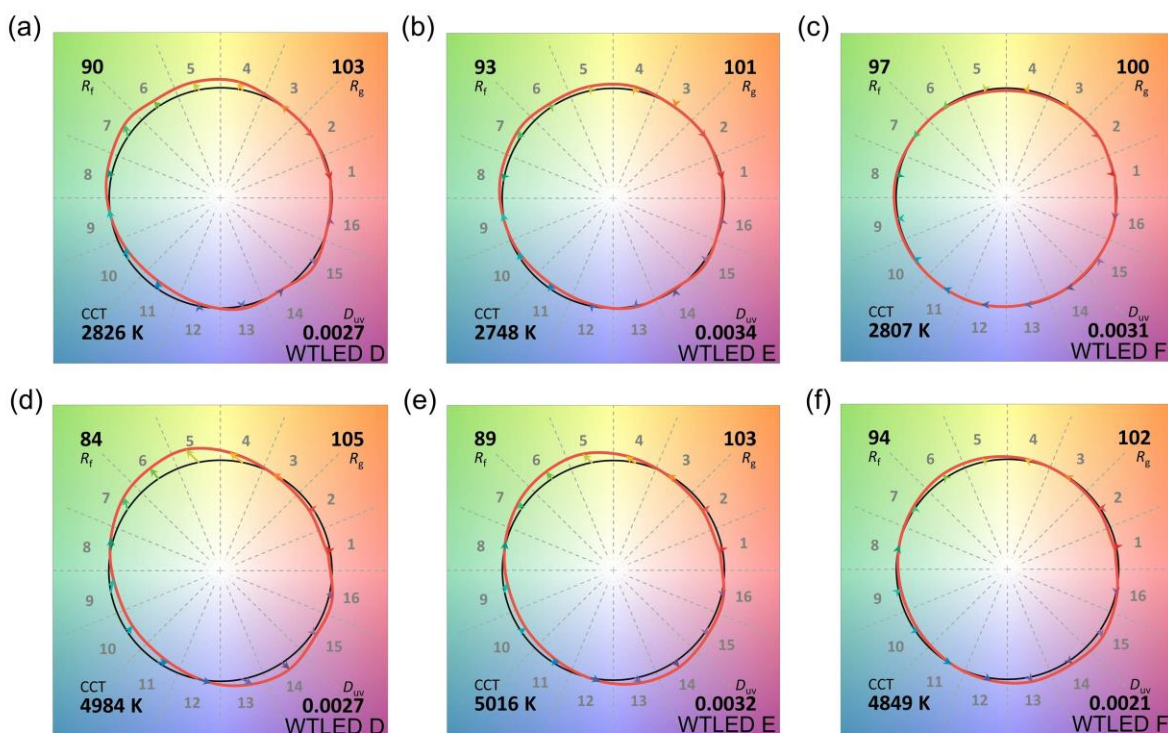 (a)
90
Rf
103
Rg
1
2
3
4
5
6
7
8
9
10
11
12
13
14
15
16
CCT
2826 K
Duv
0.0027
WTLED D
(b)
93
Rf
101
Rg
1
2
3
4
5
6
7
8
9
10
11
12
13
14
15
16
CCT
2748 K
Duv
0.0034
WTLED E
(c)
97
Rf
100
Rg
1
2
3
4
5
6
7
8
9
10
11
12
13
14
15
16
CCT
2807 K
Duv
0.0031
WTLED F
(d)
84
Rf
105
Rg
1
2
3
4
5
6
7
8
9
10
11
12
13
14
15
16
CCT
4984 K
Duv
0.0027
WTLED D
(e)
89
Rf
103
Rg
1
2
3
4
5
6
7
8
9
10
11
12
13
14
15
16
CCT
5016 K
Duv
0.0032
WTLED E
(f)
94
Rf
102
Rg
1
2
3
4
5
6
7
8
9
10
11
12
13
14
15
16
CCT
4849 K
Duv
0.0021
WTLED F